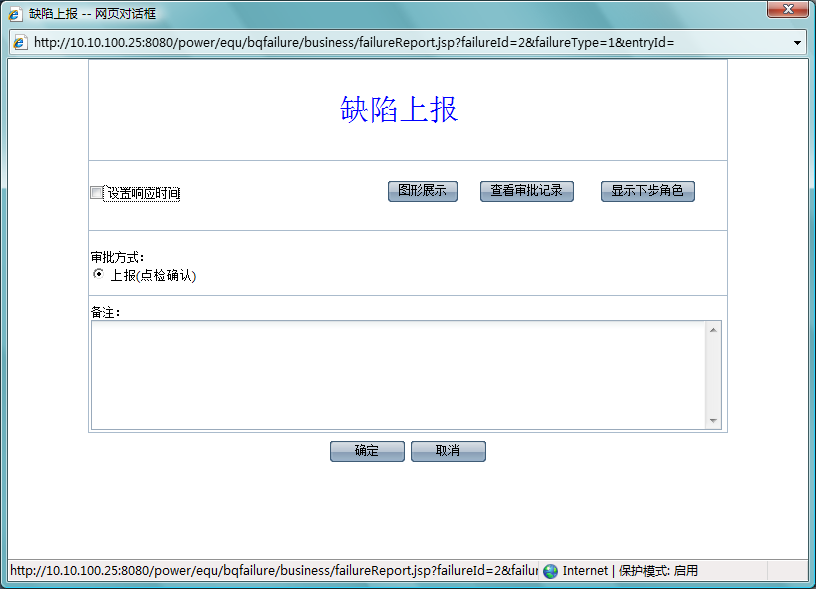 缺陷上报 -- 网页对话框
http://10.10.100.25:8080/power/equ/bqfailure/business/failureReport.jsp?failureId=2&failureType=1&entryId=
缺陷上报
设置响应时间 图形展示 查看审批记录 显示下步角色
审批方式：
上报(点检确认)
备注：
确定 取消
http://10.10.100.25:8080/power/equ/bqfailure/business/failureReport.jsp?failureId=2&failur Internet | 保护模式: 启用